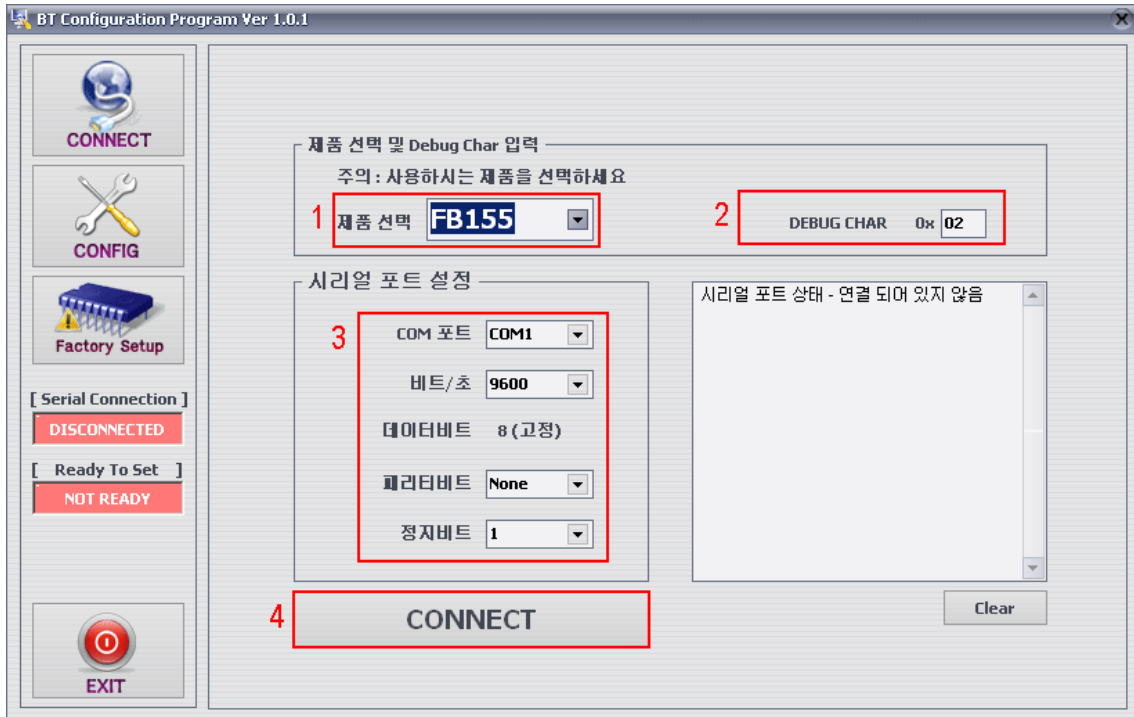 BT Configuration Program Ver 1.0.1
CONNECT
CONFIG
Factory Setup
[ Serial Connection ]
DISCONNECTED
[ Ready To Set ]
NOT READY
EXIT
제품 선택 및 Debug Char 입력
주의 : 사용하시는 제품을 선택하세요
1 제품 선택 FB155
2 DEBUG CHAR 0x 02
시리얼 포트 설정
3 COM 포트 COM1
비트/초 9600
데이터비트 8 (고정)
패리티비트 None
정지비트 1
4 CONNECT
시리얼 포트 상태 - 연결 되어 있지 않음
Clear